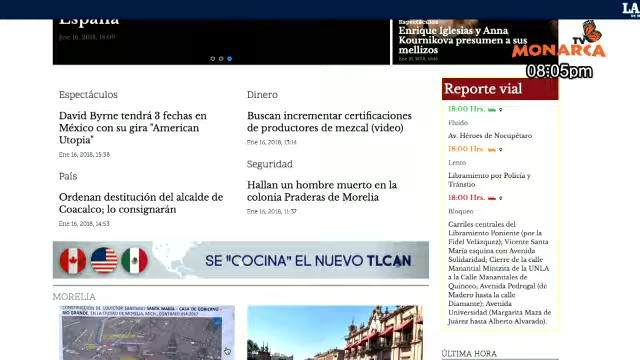 LA
España
Ene 16, 2018, 18:09
Espectáculos
Enrique Iglesias y Anna
Kournikova presumen a sus
mellizos
TV
MONARCA
08:05pm
Espectáculos
David Byrne tendrá 3 fechas en
México con su gira "American
Utopia"
Ene 16, 2018, 15:38
País
Ordenan destitución del alcalde de
Coacalco; lo consignarán
Ene 16, 2018, 14:53
Dinero
Buscan incrementar certificaciones
de productores de mezcal (video)
Ene 16, 2018, 13:14
Seguridad
Hallan un hombre muerto en la
colonia Praderas de Morelia
Ene 16, 2018, 11:37
Reporte vial
18:00 Hrs.
Fluido
Av. Héroes de Nocupétaro
18:00 Hrs.
Lento
Libramiento por Policía y
Tránstio
18:00 Hrs.
Bloqueo
Carriles centrales del
Libramiento Poniente (por la
Fidel Velázquez); Vicente Santa
María esquina con Avenida
Solidaridad; Cierre de la calle
Manantial Mintzita de la UNLA
a la Calle Manantiales de
Quinceo; Avenida Pedregal (de
Madero hasta la calle
Diamante); Avenida
Universidad (Margarita Maza de
Juárez hasta Alberto Alvarado).
SE "COCINA" EL NUEVO TLCAN
MORELIA
ÚLTIMA HORA